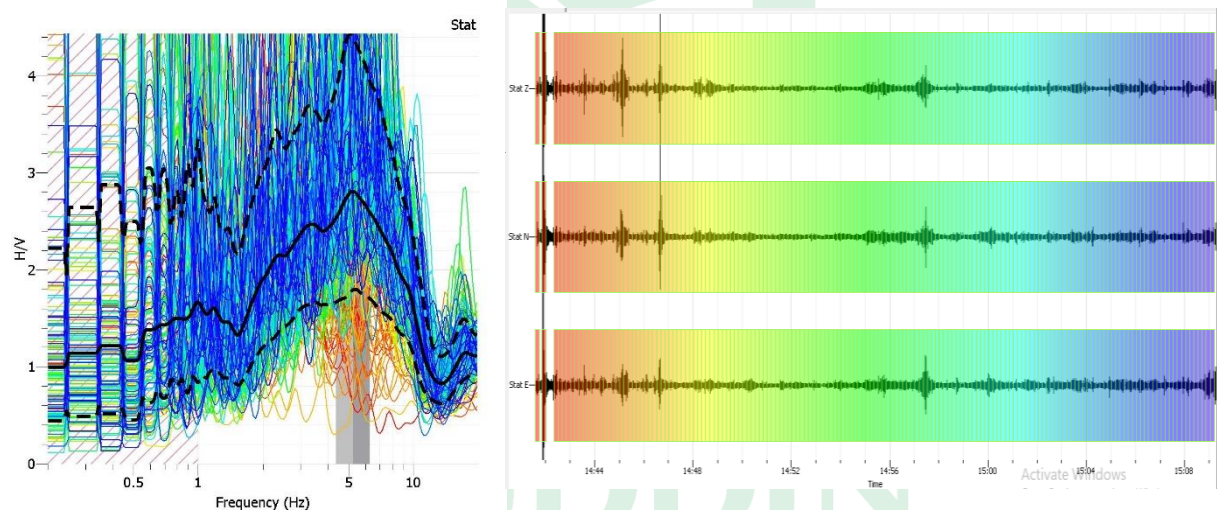 Stat
4
3
2
1
0
H/V
0.5 1 5 10
Frequency (Hz)
Stat Z
Stat N
Stat E
14:44 14:48 14:52 14:56 15:00 15:04 15:08
Time
Activate Windows